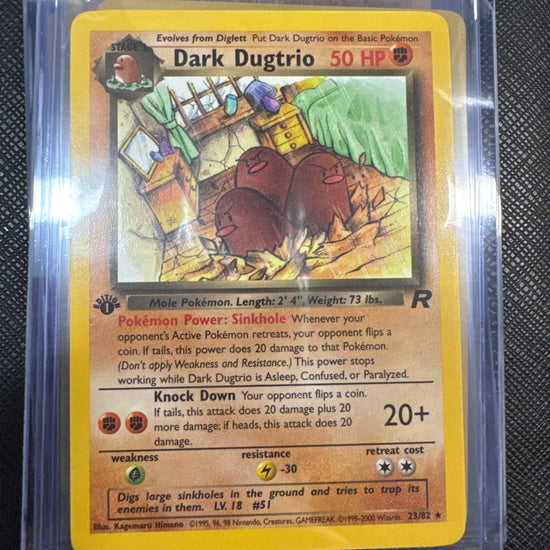 Evolves from Diglett Put Dark Dugtrio on the Basic Pokémon
STAGE 1
Dark Dugtrio 50 HP
EDITION
1
Mole Pokémon. Length: 2' 4", Weight: 73 lbs.
R
Pokémon Power: Sinkhole Whenever your
opponent's Active Pokémon retreats, your opponent flips a
coin. If tails, this power does 20 damage to that Pokémon.
(Don't apply Weakness and Resistance.) This power stops
working while Dark Dugtrio is Asleep, Confused, or Paralyzed.
Knock Down Your opponent flips a coin.
If tails, this attack does 20 damage plus 20
more damage; if heads, this attack does 20
damage.
20+
weakness
resistance
retreat cost
-30
Digs large sinkholes in the ground and tries to trap its
enemies in them. LV. 18 #51
Illus. Kagemaru Himeno ©1995, 96, 98 Nintendo, Creatures, GAMEFREAK. ©1999-2000 Wizards. 23/82 ★